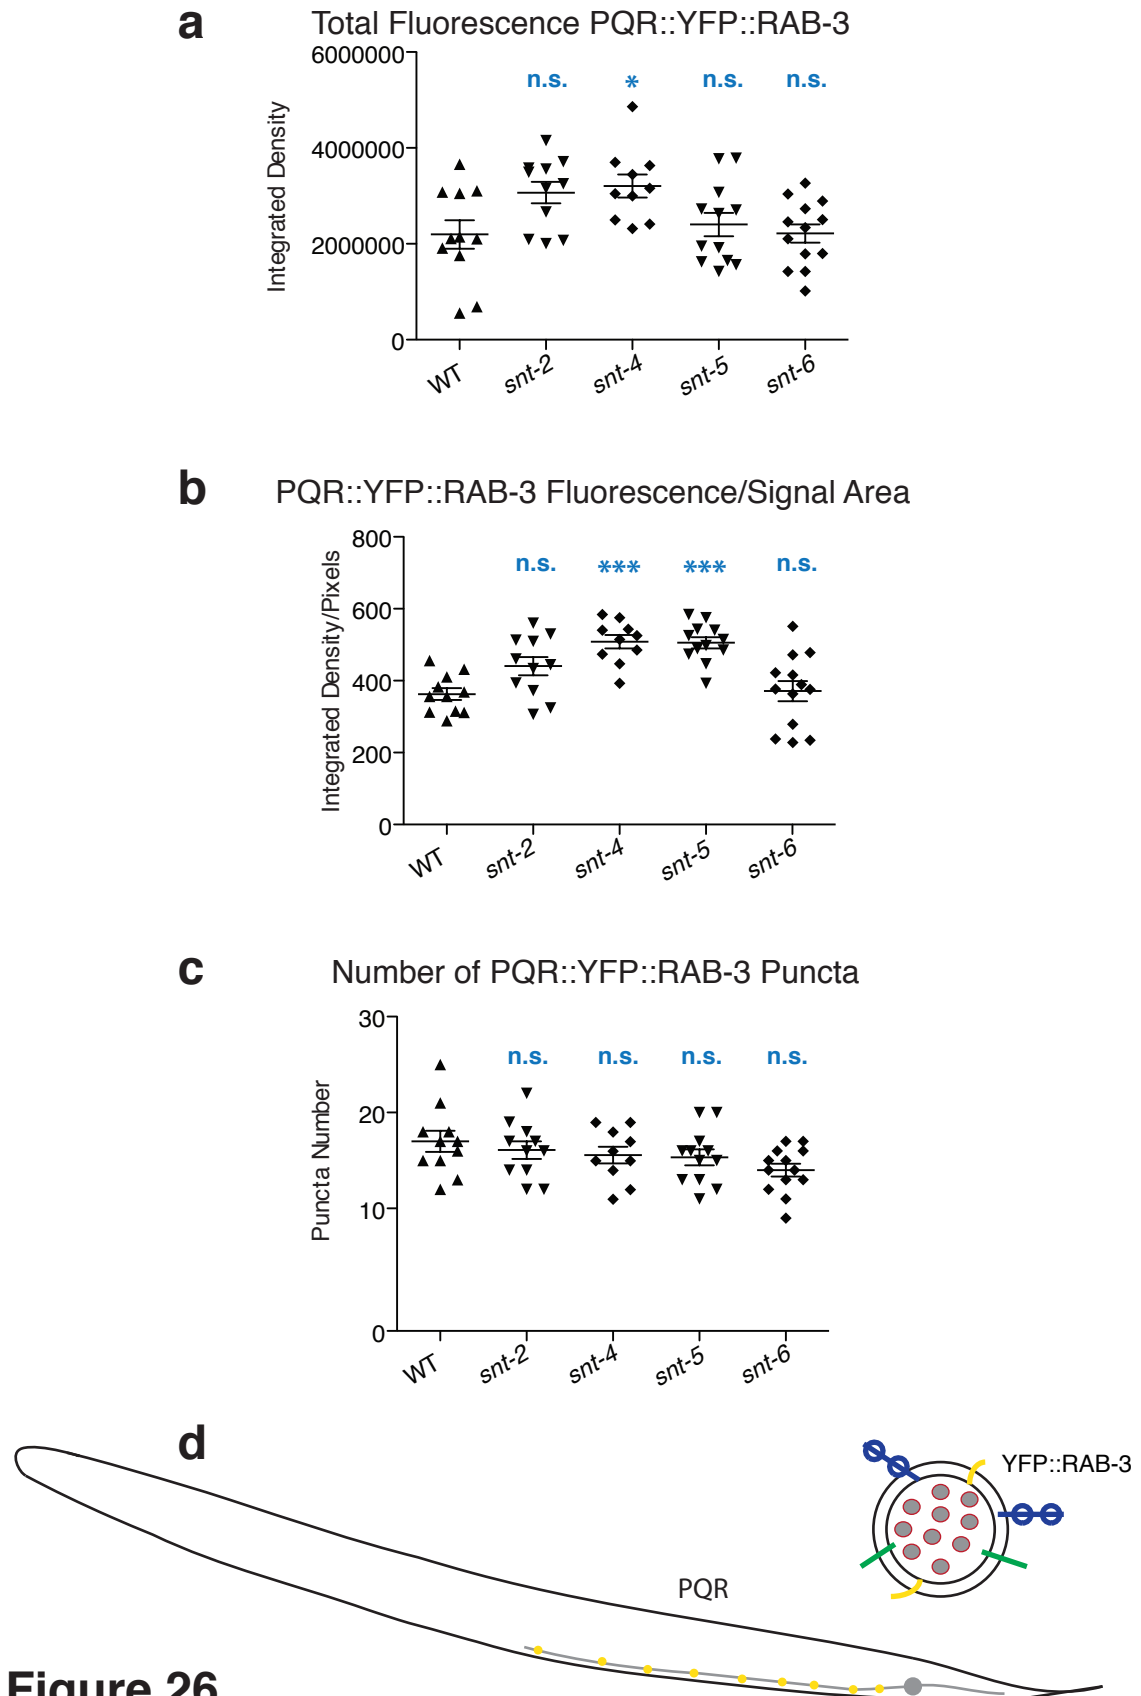 a
Total Fluorescence PQR::YFP::RAB-3
Integrated Density
6000000
4000000
2000000
0
n.s. * n.s. n.s.
WT snt-2 snt-4 snt-5 snt-6
b
PQR::YFP::RAB-3 Fluorescence/Signal Area
Integrated Density/Pixels
800
600
400
200
0
n.s. *** *** n.s.
WT snt-2 snt-4 snt-5 snt-6
c
Number of PQR::YFP::RAB-3 Puncta
Puncta Number
30
20
10
0
n.s. n.s. n.s. n.s.
WT snt-2 snt-4 snt-5 snt-6
d
YFP::RAB-3
PQR
Figure 26